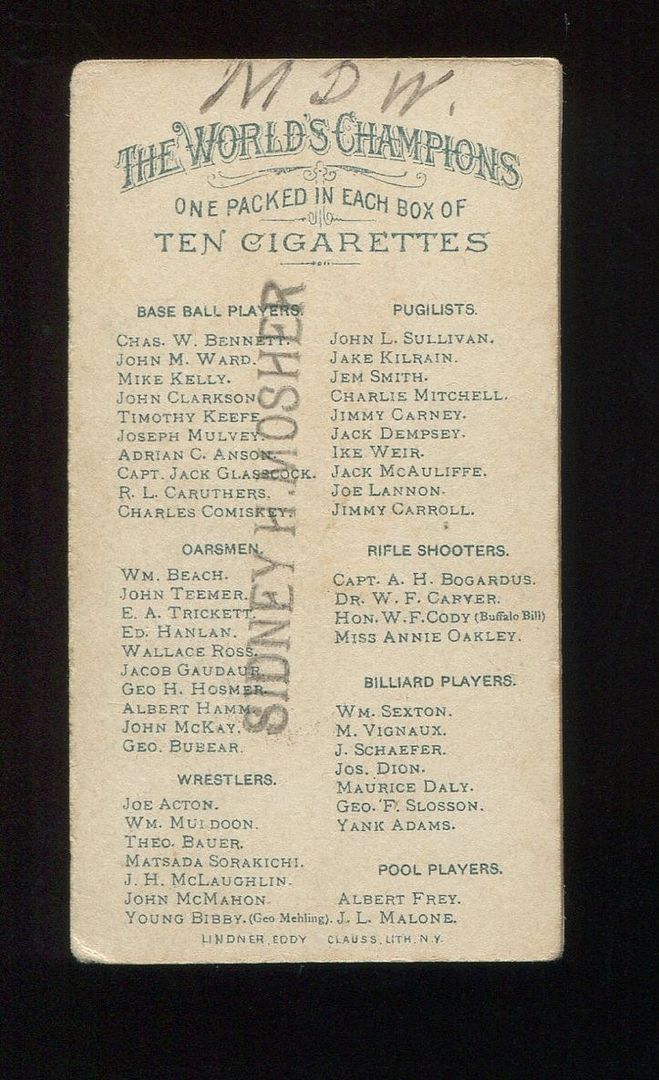 M D W.
THE WORLD'S CHAMPIONS
ONE PACKED IN EACH BOX OF
TEN CIGARETTES
BASE BALL PLAYERS.
CHAS. W. BENNETT.
JOHN M. WARD.
MIKE KELLY.
JOHN CLARKSON
TIMOTHY KEEFE.
JOSEPH MULVEY.
ADRIAN C. ANSON.
CAPT. JACK GLASSCOCK.
R. L. CARUTHERS.
CHARLES COMISKEY.
OARSMEN.
WM. BEACH.
JOHN TEEMER.
E. A. TRICKETT
ED. HANLAN.
WALLACE ROSS.
JACOB GAUDAUR
GEO H. HOSMER.
ALBERT HAMM.
JOHN MCKAY.
GEO. BUBEAR.
WRESTLERS.
JOE ACTON.
WM. MULDOON.
THEO. BAUER.
MATSADA SORAKICHI.
J. H. MCLAUGHLIN.
JOHN MCMAHON.
YOUNG BIBBY. (Geo Mehling).
PUGILISTS.
JOHN L. SULLIVAN.
JAKE KILRAIN.
JEM SMITH.
CHARLIE MITCHELL.
JIMMY CARNEY.
JACK DEMPSEY.
IKE WEIR.
JACK MCAULIFFE.
JOE LANNON.
JIMMY CARROLL.
RIFLE SHOOTERS.
CAPT. A. H. BOGARDUS.
DR. W. F. CARVER.
HON. W. F. CODY (Buffalo Bill)
MISS ANNIE OAKLEY.
BILLIARD PLAYERS.
WM. SEXTON.
M. VIGNAUX.
J. SCHAEFER.
JOS. DION.
MAURICE DALY.
GEO. F. SLOSSON.
YANK ADAMS.
POOL PLAYERS.
ALBERT FREY.
J. L. MALONE.
LINDNER, EDDY CLAUSS, LITH. N.Y.
SIDNEY H. MOSHER